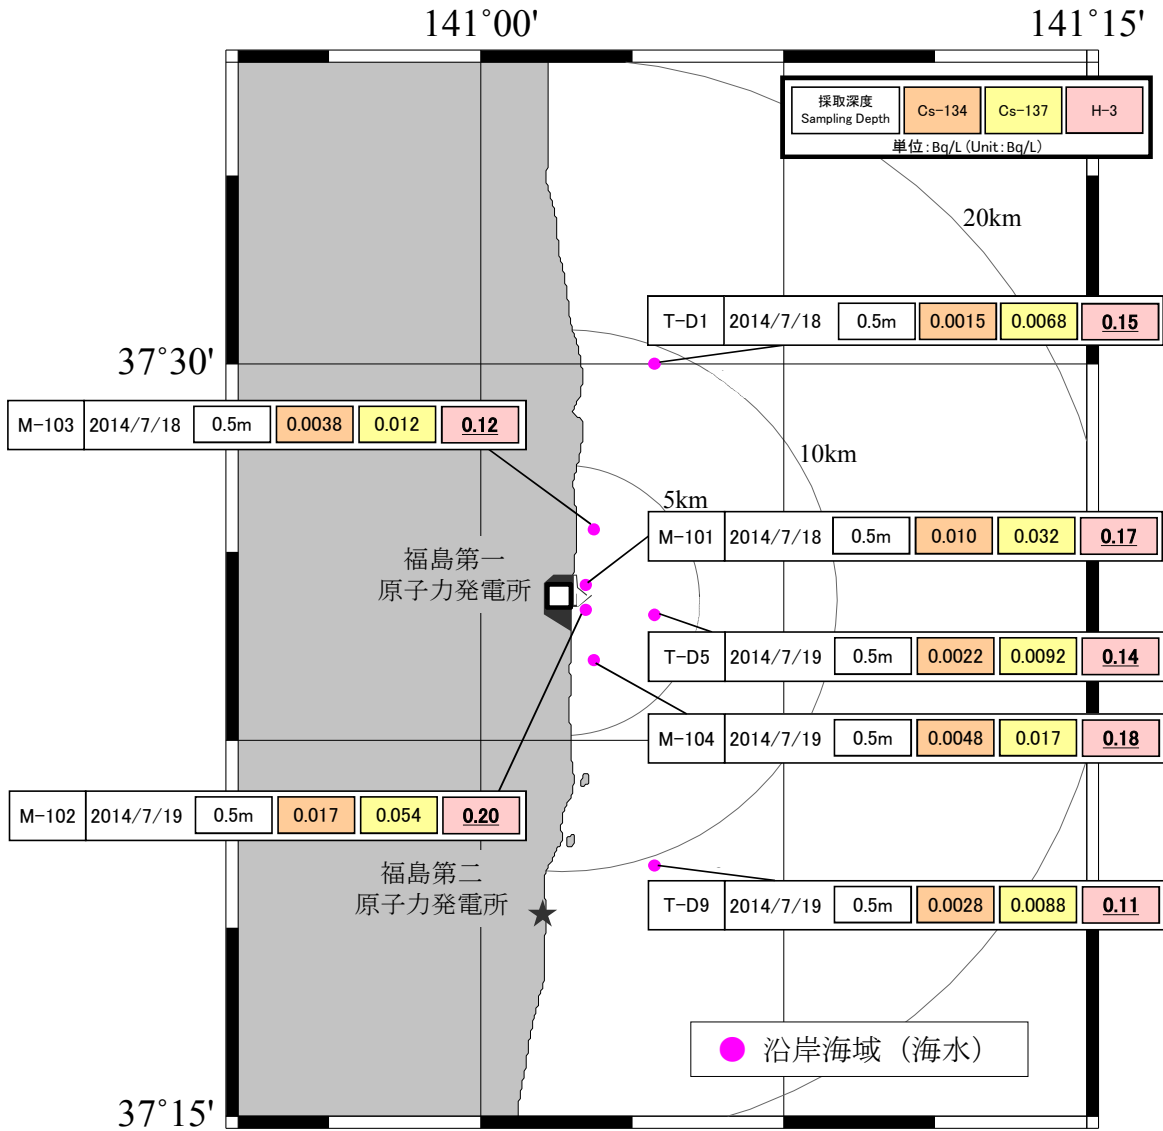 141°00'
141°15'
採取深度
Sampling Depth
Cs-134
Cs-137
H-3
単位:Bq/L (Unit:Bq/L)
20km
T-D1 2014/7/18 0.5m 0.0015 0.0068 0.15
37°30'
M-103 2014/7/18 0.5m 0.0038 0.012 0.12
10km
5km
M-101 2014/7/18 0.5m 0.010 0.032 0.17
福島第一
原子力発電所
T-D5 2014/7/19 0.5m 0.0022 0.0092 0.14
M-104 2014/7/19 0.5m 0.0048 0.017 0.18
M-102 2014/7/19 0.5m 0.017 0.054 0.20
福島第二
原子力発電所
T-D9 2014/7/19 0.5m 0.0028 0.0088 0.11
沿岸海域（海水）
37°15'